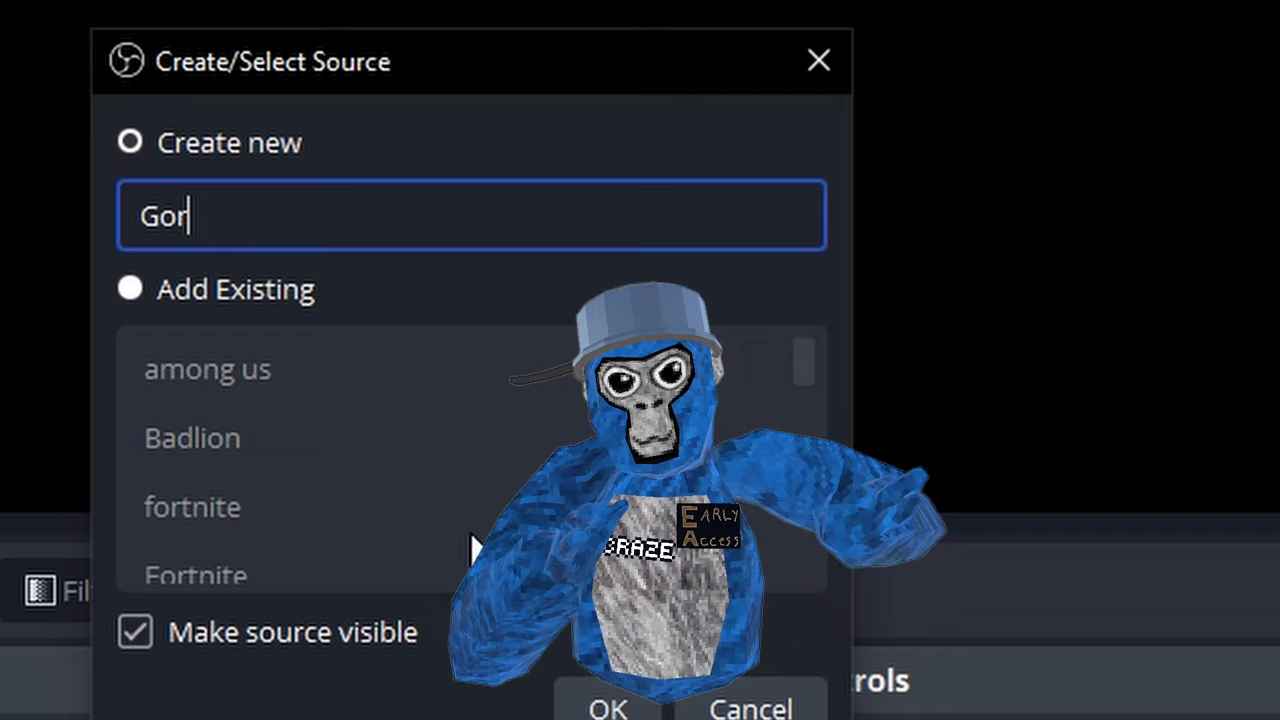 Create/Select Source
Create new
Gor
Add Existing
among us
Badlion
fortnite
Fortnite
EARLY
ACCESS
Make source visible
OK
Cancel